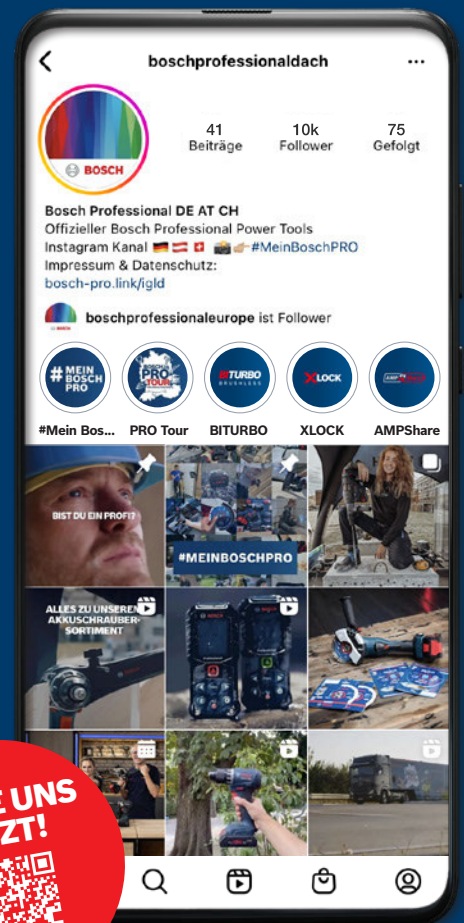 boschprofessionaldach
41
Beiträge
10k
Follower
75
Gefolgt
BOSCH
Bosch Professional DE AT CH
Offizieller Bosch Professional Power Tools
Instagram Kanal #MeinBoschPRO
Impressum & Datenschutz:
bosch-pro.link/igld
boschprofessionaleurope ist Follower
# MEIN
BOSCH
PRO
PRO
TOUR
BITURBO
BRUSHLESS
XLOCK
#Mein Bos...
PRO Tour
BITURBO
XLOCK
AMPShare
BIST DU EIN PROFI?
#MEINBOSCHPRO
ALLES ZU UNSEREN
AKKUSCHRAUBER-
SORTIMENT
E UNS
ZT!